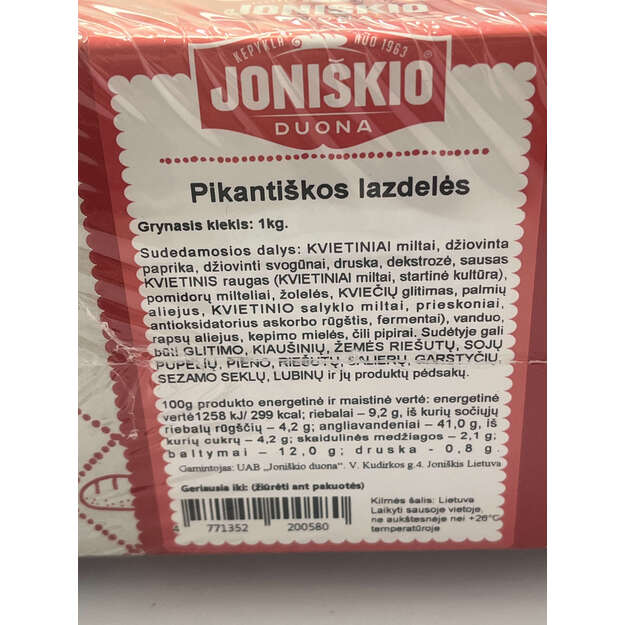 JONIŠKIO
KEPYKLA NUO 1963
JONIŠKIO
DUONA
Pikantiškos lazdelės
Grynasis kiekis: 1kg.
Sudedamosios dalys: KVIETINIAI miltai, džiovinta
paprika, džiovinti svogūnai, druska, dekstrozė, sausas
KVIETINIS raugas (KVIETINIAI miltai, startinė kultūra),
pomidorų milteliai, žolelės, KVIEČIŲ glitimas, palmių
aliejus, KVIETINIO salyklo miltai, prieskoniai,
antioksidatorius askorbo rūgštis, fermentai), vanduo,
rapsų aliejus, kepimo mielės, čili pipirai. Sudėtyje gali
būti GLITIMO, KIAUŠINIŲ, ŽEMĖS RIEŠUTŲ, SOJŲ
PUPELIŲ, PIENO, RIEŠUTŲ, SALIERŲ, GARSTYČIŲ,
SEZAMO SEKLŲ, LUBINŲ ir jų produktų pėdsakų.
100g produkto energetinė ir maistinė vertė: energetinė
vertė1258 kJ/ 299 kcal; riebalai – 9,2 g, iš kurių sočiųjų
riebalų rūgščių – 4,2 g; angliavandeniai – 41,0 g, iš
kurių cukrų – 4,2 g; skaidulinės medžiagos – 2,1 g;
baltymai – 12,0 g; druska - 0,8 g.
Gamintojas: UAB „Joniškio duona“. V. Kudirkos g.4. Joniškis Lietuva
Geriausia iki: (žiūrėti ant pakuotės)
Kilmės šalis: Lietuva
Laikyti sausoje vietoje,
ne aukštesnėje nei +26°C
temperatūroje
4 771352 200580